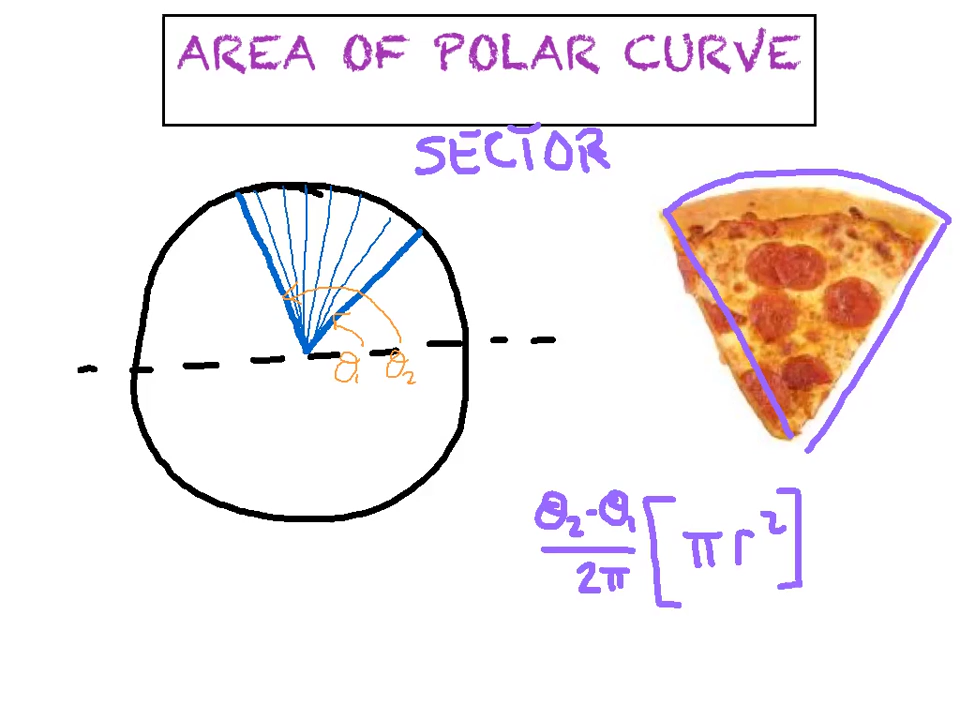 AREA OF POLAR CURVE
SECTOR
θ₁ θ₂
θ₂-θ₁/2π [πr²]